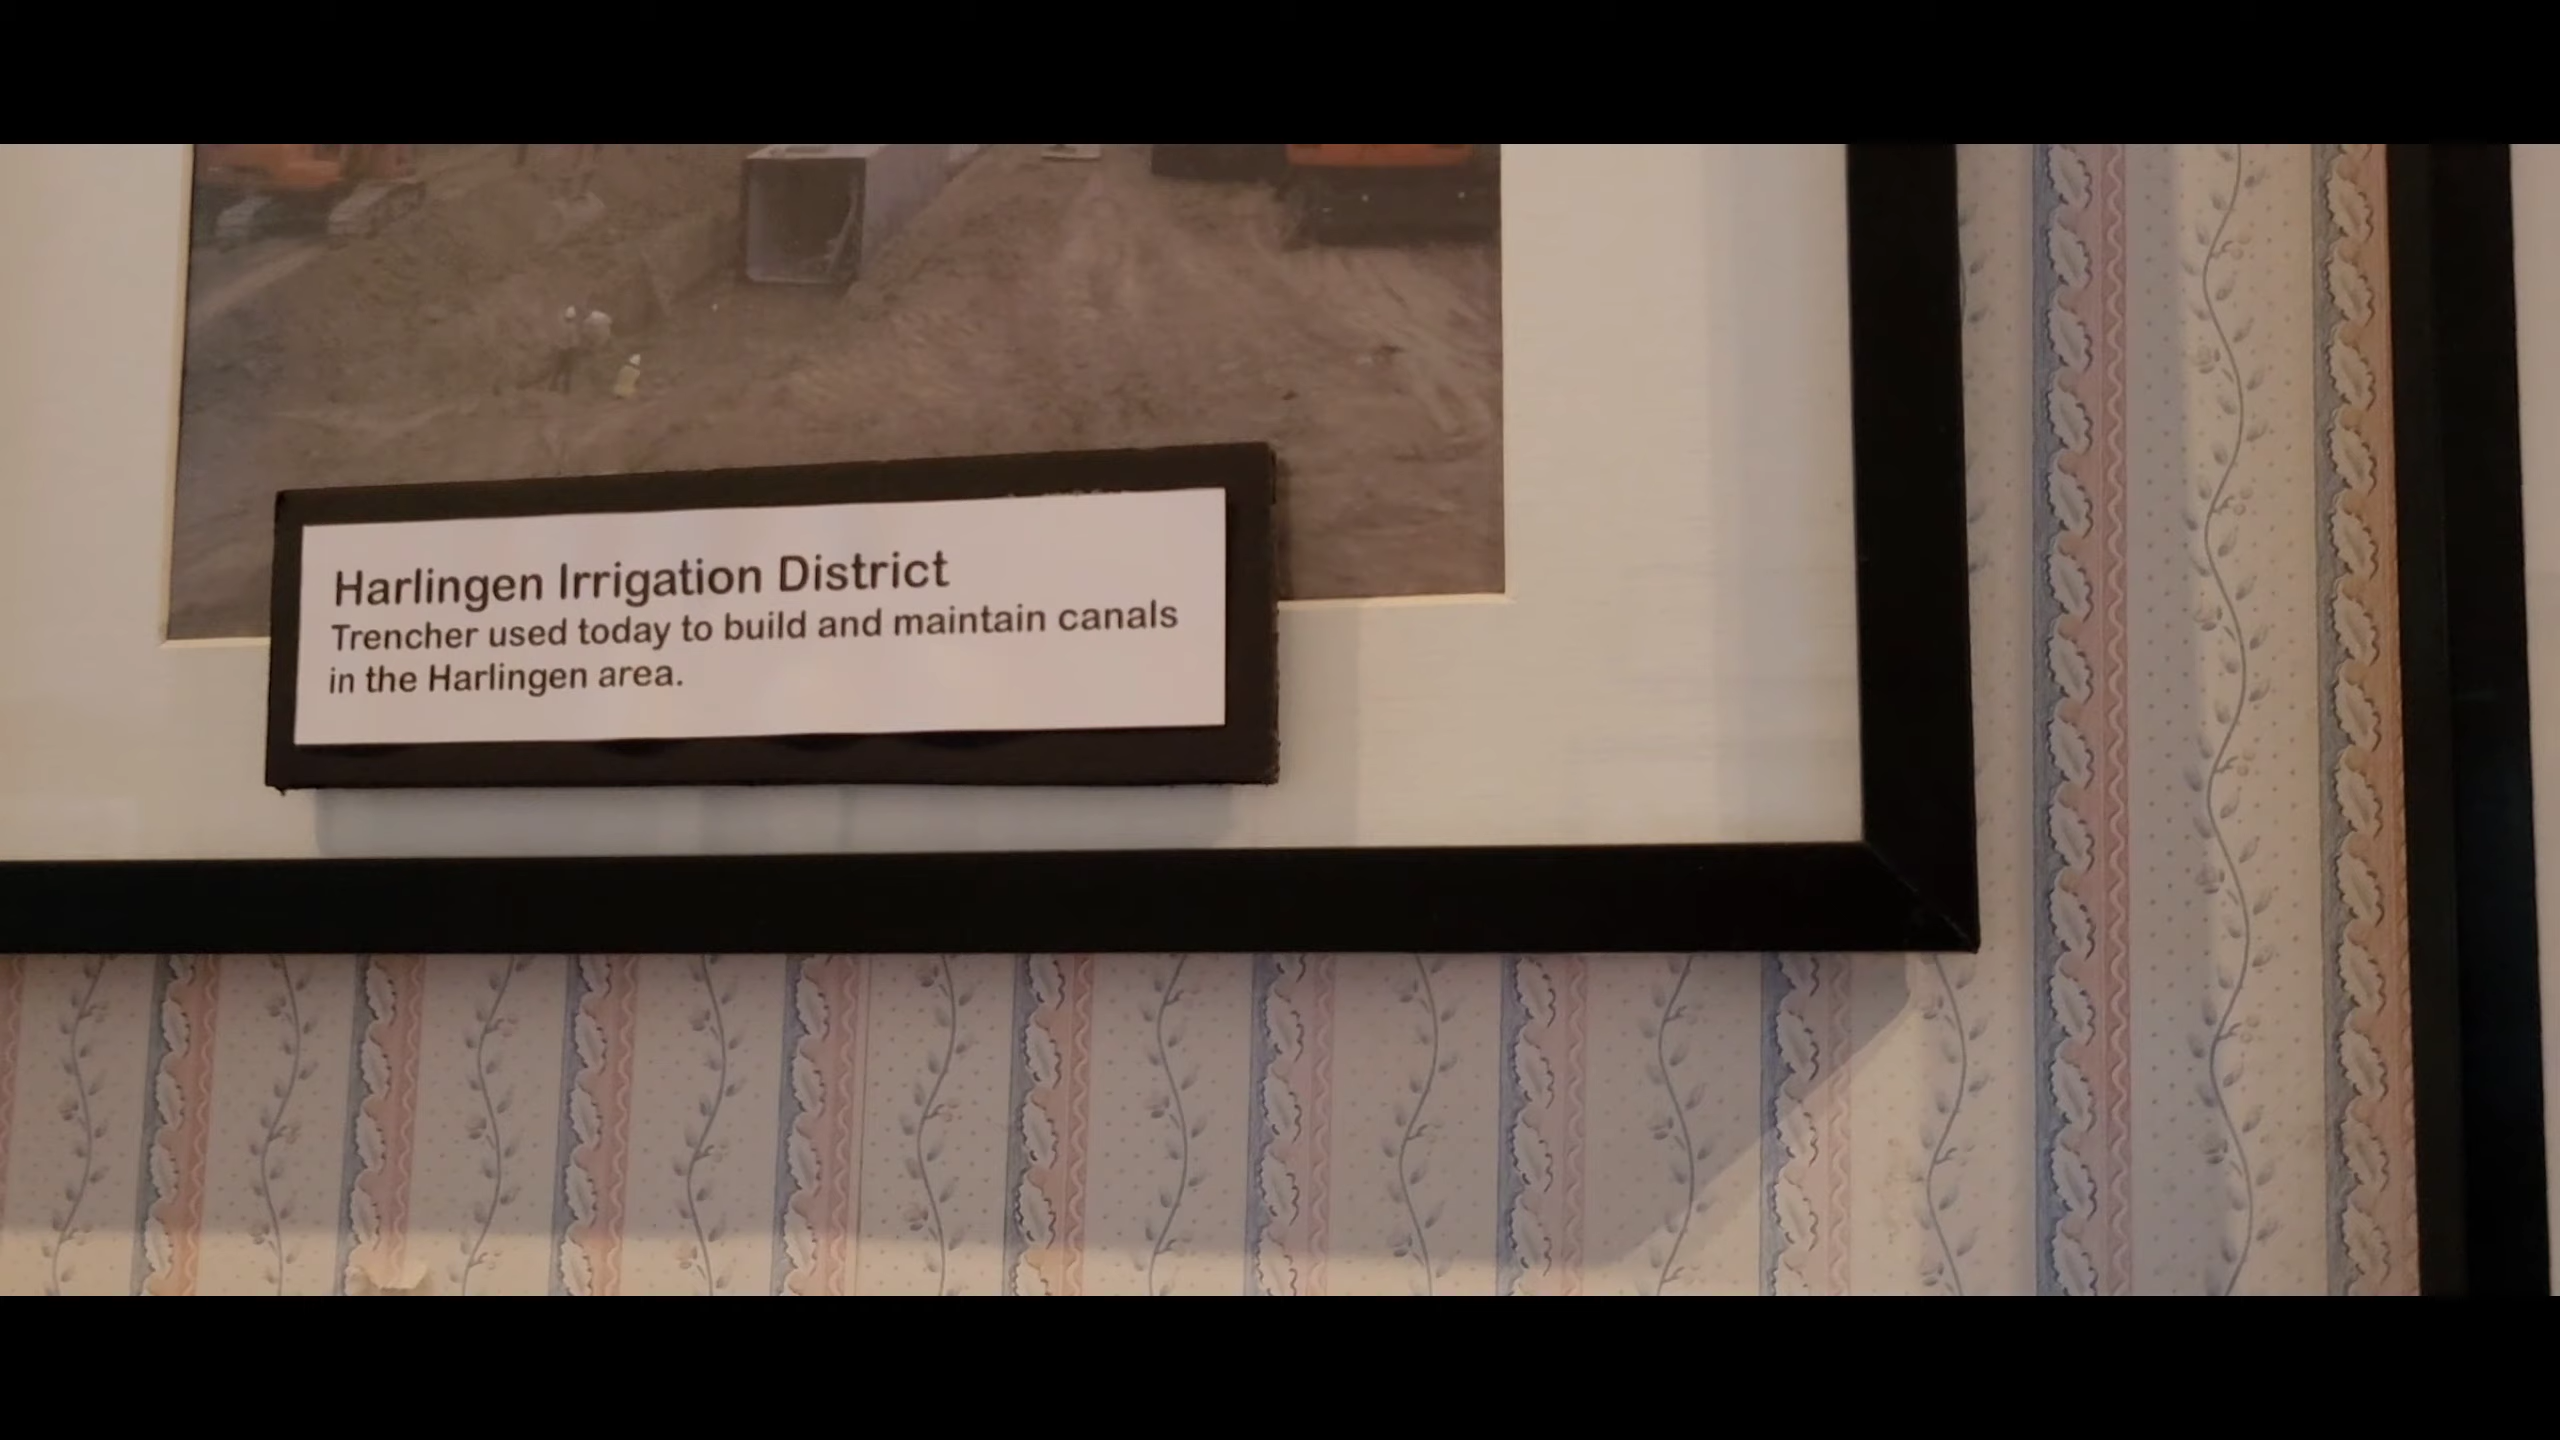 Harlingen Irrigation District
Trencher used today to build and maintain canals
in the Harlingen area.